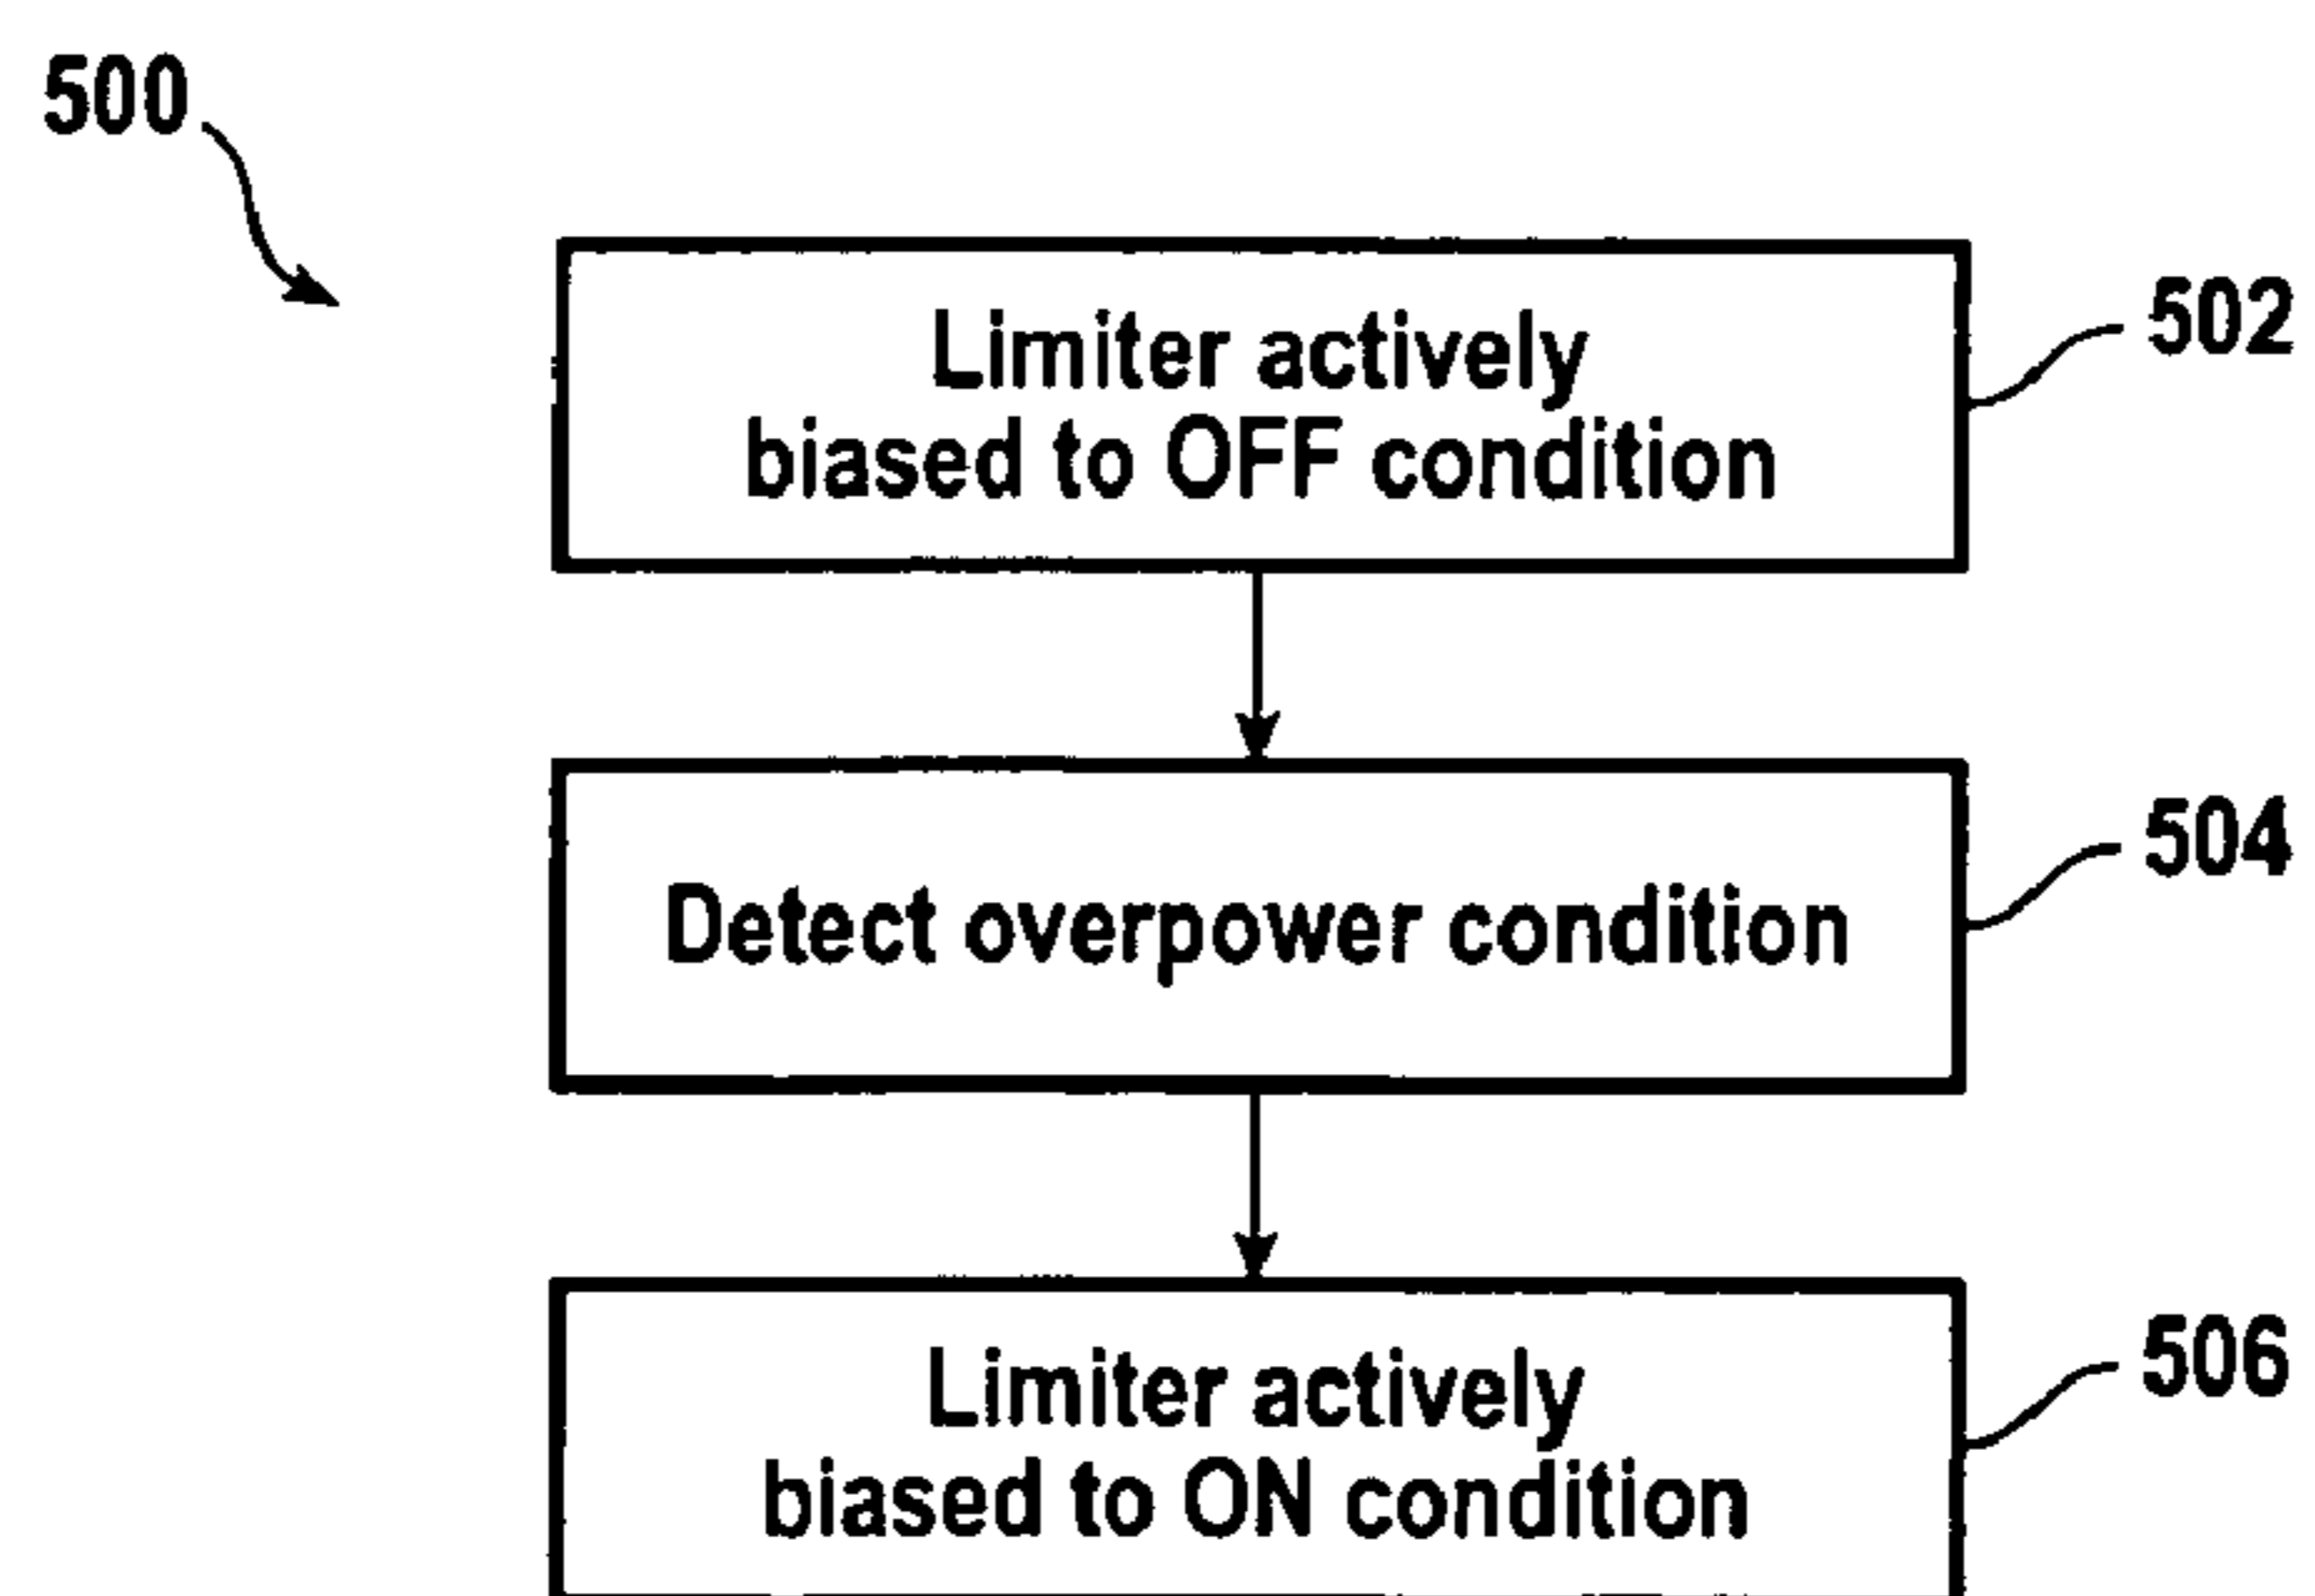 500
Limiter actively
biased to OFF condition
502
Detect overpower condition
504
Limiter actively
biased to ON condition
506